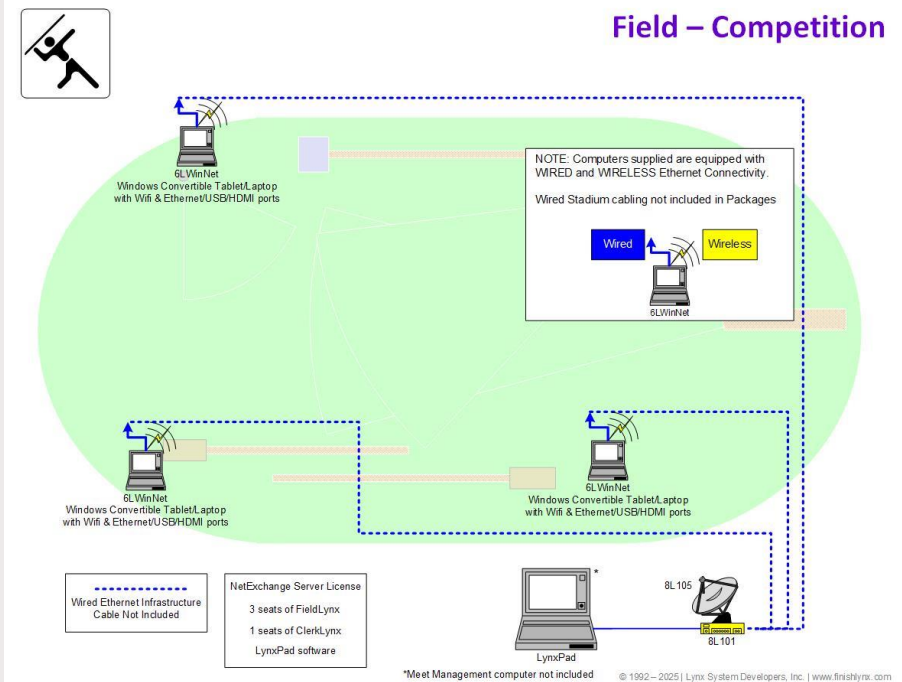 Field – Competition
6LWinNet
Windows Convertible Tablet/Laptop
with Wifi & Ethernet/USB/HDMI ports
NOTE: Computers supplied are equipped with
WIRED and WIRELESS Ethernet Connectivity.
Wired Stadium cabling not included in Packages
Wired
Wireless
6LWinNet
6LWinNet
Windows Convertible Tablet/Laptop
with Wifi & Ethernet/USB/HDMI ports
6LWinNet
Windows Convertible Tablet/Laptop
with Wifi & Ethernet/USB/HDMI ports
Wired Ethernet Infrastructure
Cable Not Included
NetExchange Server License
3 seats of FieldLynx
1 seats of ClerkLynx
LynxPad software
*
LynxPad
8L105
8L101
*Meet Management computer not included
© 1992 – 2025 | Lynx System Developers, Inc. | www.finishlynx.com